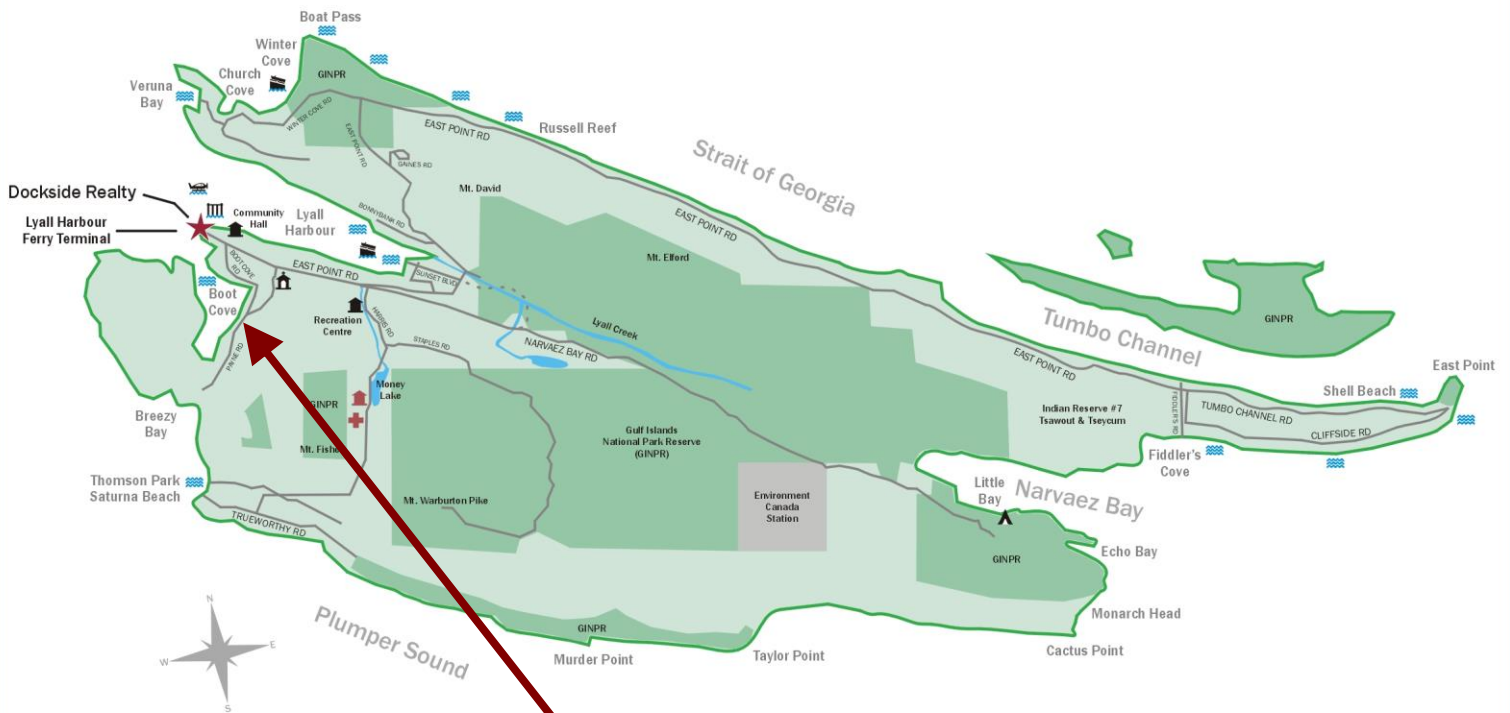 Boat Pass
Winter
Cove
Church
Cove
Veruna
Bay
GINPR
WINTER COVE RD
EAST POINT RD
EAST POINT RD
Russell Reef
GAINES RD
Strait of Georgia
Mt. David
Dockside Realty
Lyall Harbour
Ferry Terminal
Community
Hall
Lyall
Harbour
BONNYBANK RD
EAST POINT RD
Mt. Elford
BOOT COVE
RD
EAST POINT RD
SUNSET BLVD
Boot
Cove
Recreation
Centre
HARRIS RD
Lyall Creek
PAYNE RD
STAPLES RD
NARVAEZ BAY RD
GINPR
Tumbo Channel
EAST POINT RD
East Point
Shell Beach
Money
Lake
Breezy
Bay
GINPR
Mt. Fisher
Gulf Islands
National Park Reserve
(GINPR)
Indian Reserve #7
Tsawout & Tseycum
FIDDLER'S RD
TUMBO CHANNEL RD
CLIFFSIDE RD
Fiddler's
Cove
Thomson Park
Saturna Beach
Mt. Warburton Pike
Environment
Canada
Station
Little
Bay
Narvaez Bay
TRUEWORTHY RD
GINPR
Echo Bay
Monarch Head
Cactus Point
Plumper Sound
GINPR
Murder Point
Taylor Point
N
W
E
S